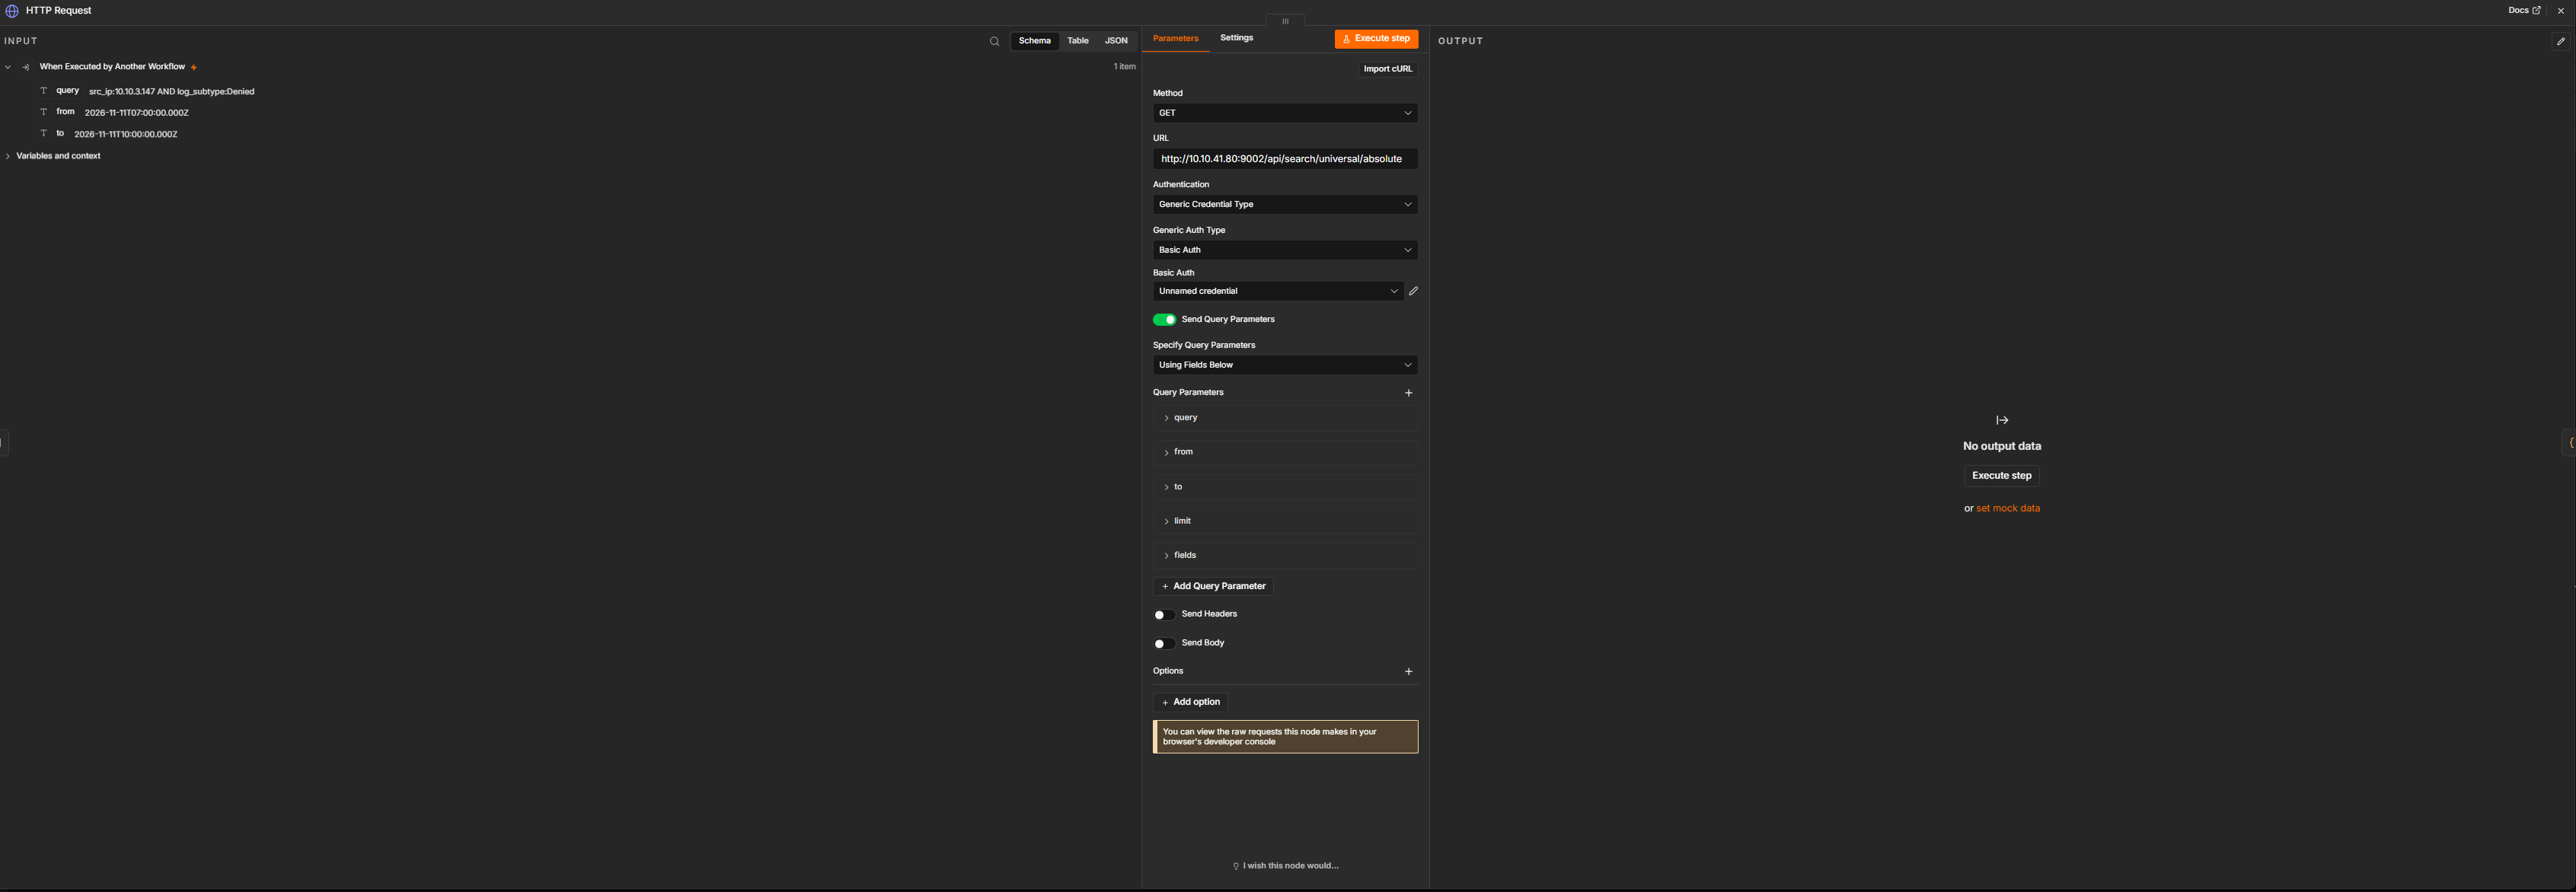 HTTP Request
Docs
INPUT
Schema Table JSON
Parameters Settings
Execute step
OUTPUT
When Executed by Another Workflow
1 item
query src_ip:10.10.3.147 AND log_subtype:Denied
from 2026-11-11T07:00:00.000Z
to 2026-11-11T10:00:00.000Z
Variables and context
Import cURL
Method
GET
URL
http://10.10.41.80:9002/api/search/universal/absolute
Authentication
Generic Credential Type
Generic Auth Type
Basic Auth
Basic Auth
Unnamed credential
Send Query Parameters
Specify Query Parameters
Using Fields Below
Query Parameters
query
from
to
limit
fields
Add Query Parameter
Send Headers
Send Body
Options
Add option
You can view the raw requests this node makes in your
browser's developer console
I wish this node would...
No output data
Execute step
or set mock data